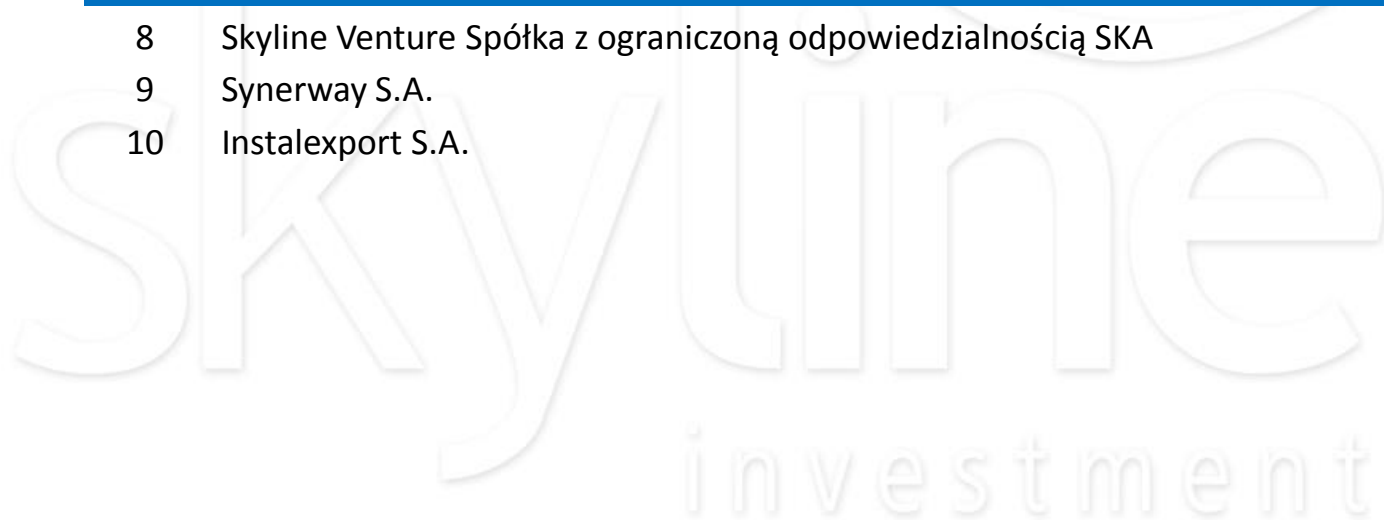 8 Skyline Venture Spółka z ograniczoną odpowiedzialnością SKA
9 Synerway S.A.
10 Instalexport S.A.
skyline
investment